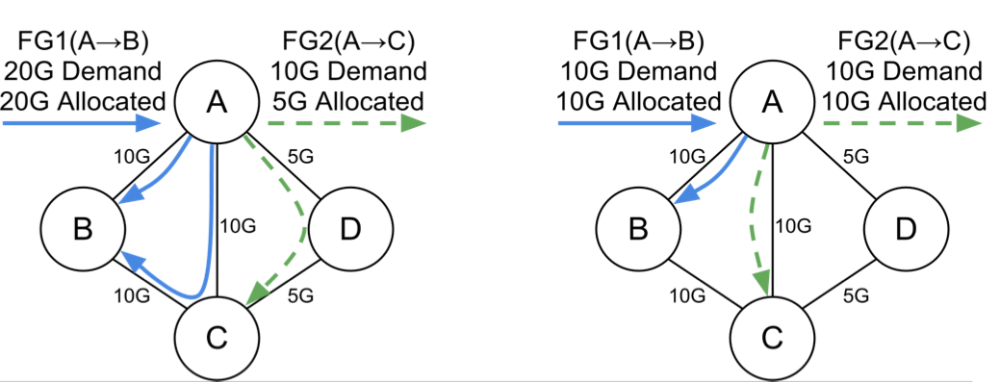 FG1(A→B)
20G Demand
20G Allocated
FG2(A→C)
10G Demand
5G Allocated
A
10G
5G
B
10G
D
10G
5G
C
FG1(A→B)
10G Demand
10G Allocated
FG2(A→C)
10G Demand
10G Allocated
A
10G
5G
B
10G
D
10G
5G
C